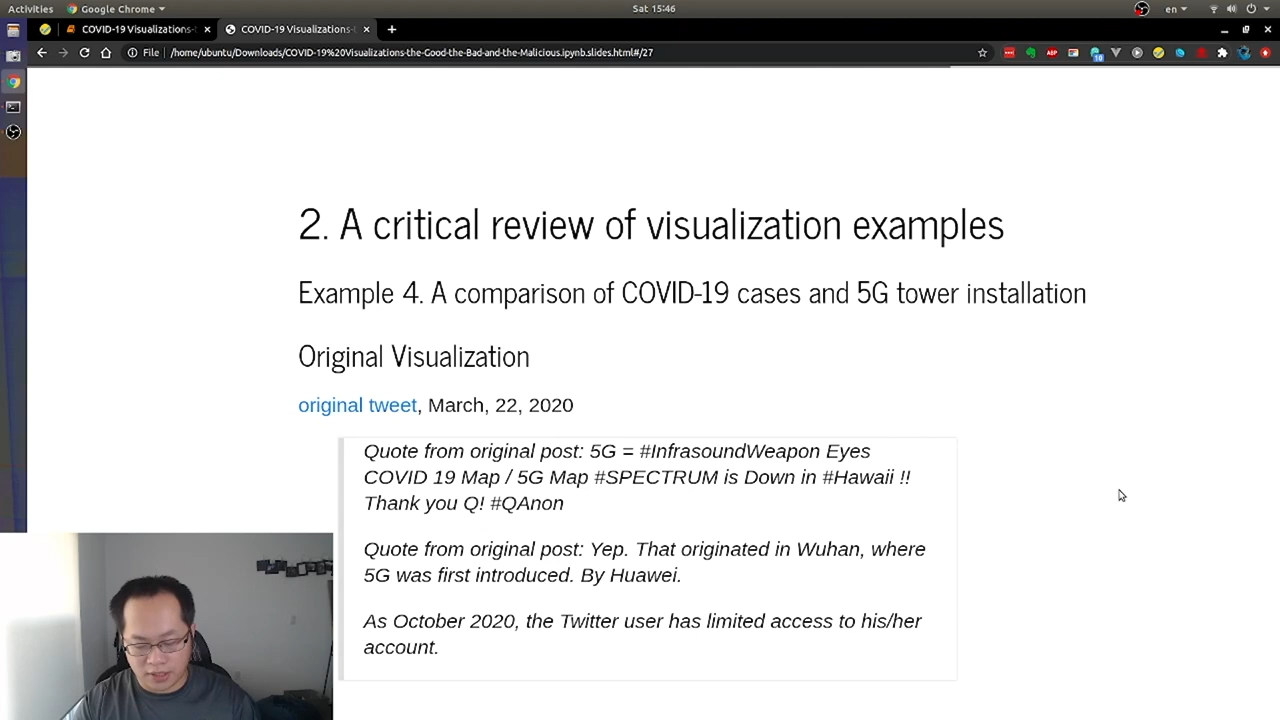 Activities
Google Chrome
Sat 15:46
en
COVID-19 Visualizations-
COVID-19 Visualizations-
File
/home/ubuntu/Downloads/COVID-19%20Visualizations-the-Good-the-Bad-and-the-Malicious.ipynb.slides.html#/27
ABP
10
2. A critical review of visualization examples
Example 4. A comparison of COVID-19 cases and 5G tower installation
Original Visualization
original tweet, March, 22, 2020
Quote from original post: 5G = #InfrasoundWeapon Eyes
COVID 19 Map / 5G Map #SPECTRUM is Down in #Hawaii !!
Thank you Q! #QAnon
Quote from original post: Yep. That originated in Wuhan, where
5G was first introduced. By Huawei.
As October 2020, the Twitter user has limited access to his/her
account.